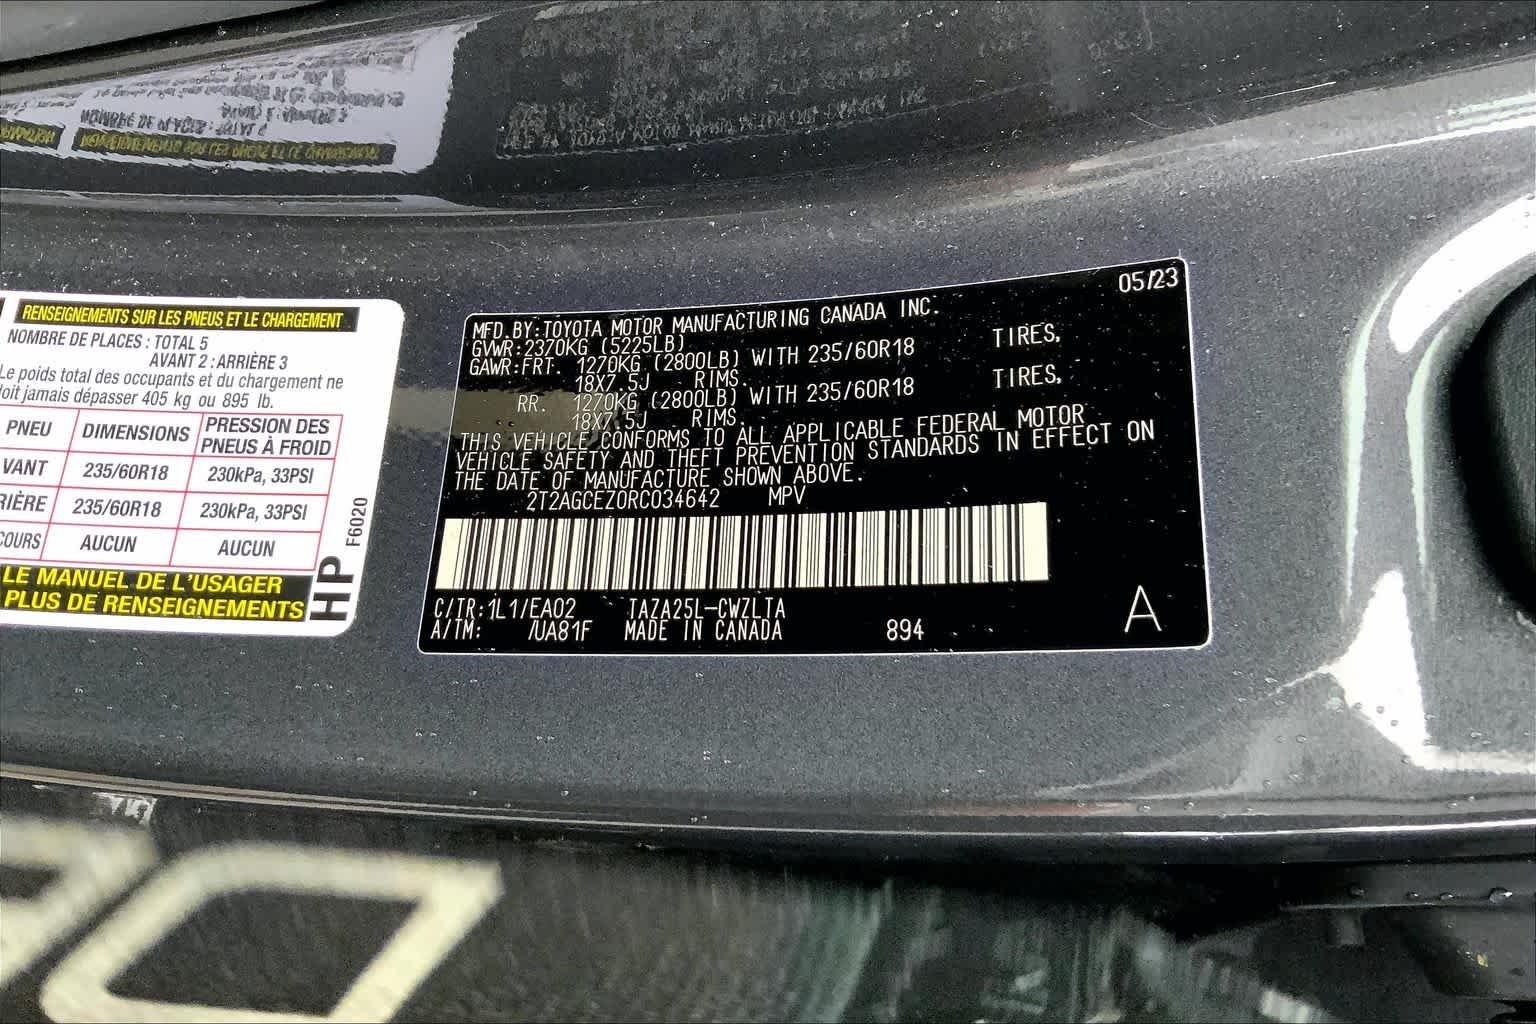 RENSEIGNEMENTS SUR LES PNEUS ET LE CHARGEMENT
NOMBRE DE PLACES : TOTAL 5
AVANT 2 : ARRIÈRE 3
Le poids total des occupants et du chargement ne
doit jamais dépasser 405 kg ou 895 lb.
PNEU DIMENSIONS PRESSION DES PNEUS À FROID
VANT 235/60R18 230kPa, 33PSI
RIÈRE 235/60R18 230kPa, 33PSI
COURS AUCUN AUCUN
LE MANUEL DE L'USAGER
PLUS DE RENSEIGNEMENTS
HP F6020
05/23
MFD.BY:TOYOTA MOTOR MANUFACTURING CANADA INC.
GVWR:2370KG (5225LB)
GAWR:FRT. 1270KG (2800LB) WITH 235/60R18 TIRES,
18X7.5J RIMS.
RR. 1270KG (2800LB) WITH 235/60R18 TIRES,
18X7.5J RIMS.
THIS VEHICLE CONFORMS TO ALL APPLICABLE FEDERAL MOTOR
VEHICLE SAFETY AND THEFT PREVENTION STANDARDS IN EFFECT ON
THE DATE OF MANUFACTURE SHOWN ABOVE.
2T2AGCEZ0RC034642 MPV
C/TR:1L1/EA02 TAZA25L-CWZLTA
A/TM: /UA81F MADE IN CANADA 894
A